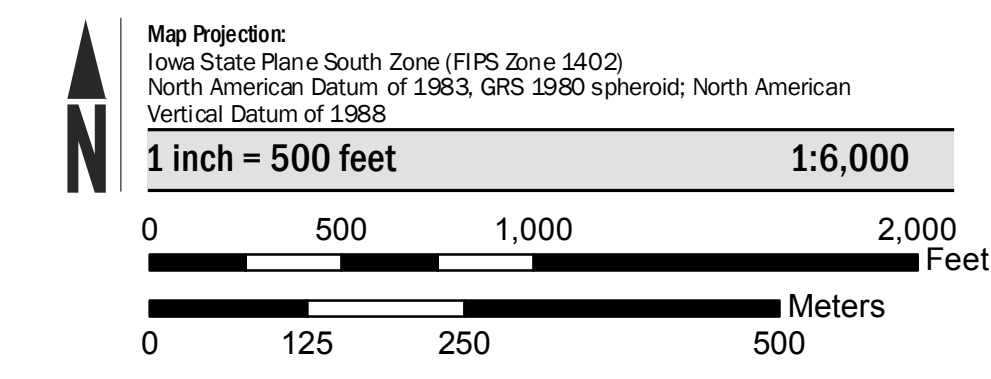 N
Map Projection:
Iowa State Plane South Zone (FIPS Zone 1402)
North American Datum of 1983, GRS 1980 spheroid; North American
Vertical Datum of 1988
1 inch = 500 feet 1:6,000
0 500 1,000 2,000
Feet
Meters
0 125 250 500